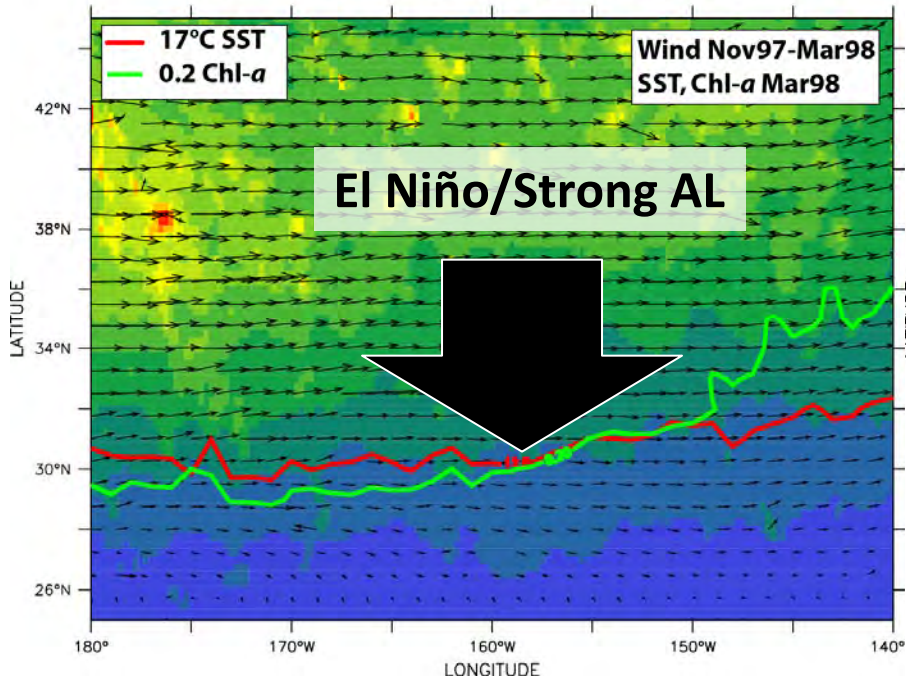 17°C SST
0.2 Chl-a
Wind Nov97-Mar98
SST, Chl-a Mar98
El Niño/Strong AL
42°N
38°N
34°N
30°N
26°N
LATITUDE
180°
170°W
160°W
150°W
140°
LONGITUDE